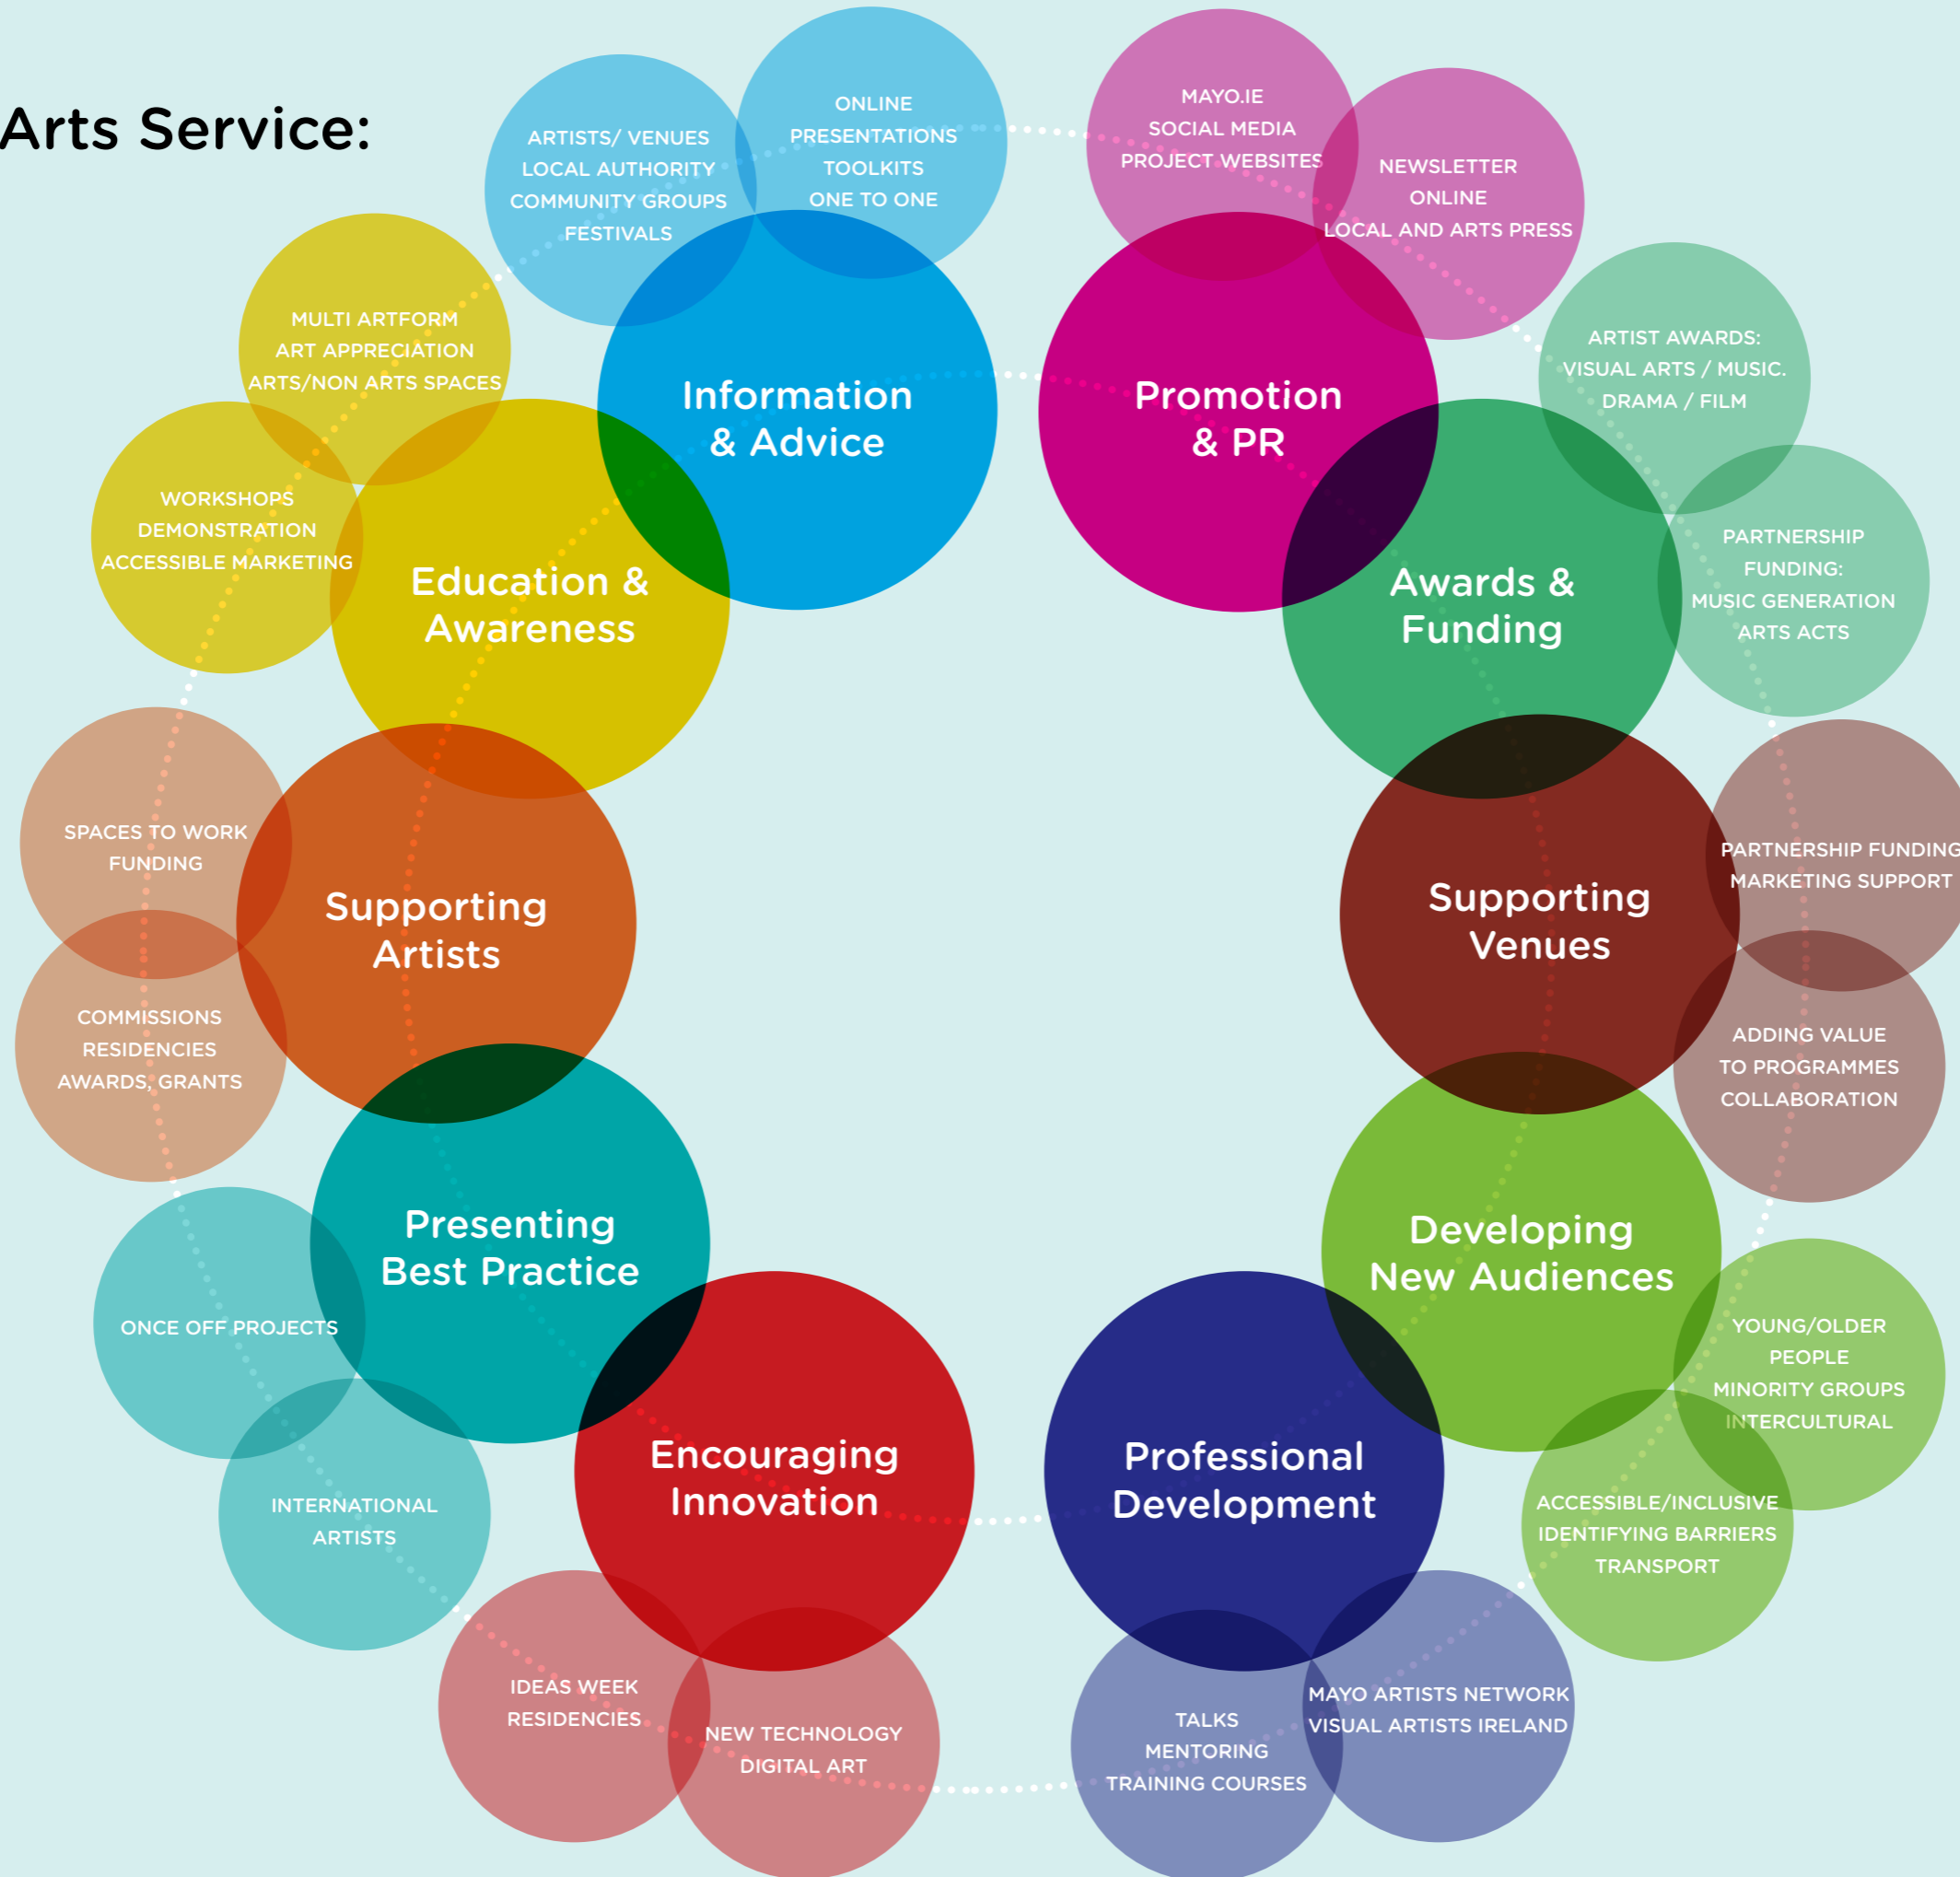 Arts Service:
ARTISTS/ VENUES
LOCAL AUTHORITY
COMMUNITY GROUPS
FESTIVALS
ONLINE
PRESENTATIONS
TOOLKITS
ONE TO ONE
Information
& Advice
MAYO.IE
SOCIAL MEDIA
PROJECT WEBSITES
NEWSLETTER
ONLINE
LOCAL AND ARTS PRESS
Promotion
& PR
ARTIST AWARDS:
VISUAL ARTS / MUSIC.
DRAMA / FILM
PARTNERSHIP
FUNDING:
MUSIC GENERATION
ARTS ACTS
Awards &
Funding
PARTNERSHIP FUNDING
MARKETING SUPPORT
ADDING VALUE
TO PROGRAMMES
COLLABORATION
Supporting
Venues
YOUNG/OLDER
PEOPLE
MINORITY GROUPS
INTERCULTURAL
ACCESSIBLE/INCLUSIVE
IDENTIFYING BARRIERS
TRANSPORT
Developing
New Audiences
MAYO ARTISTS NETWORK
VISUAL ARTISTS IRELAND
TALKS
MENTORING
TRAINING COURSES
Professional
Development
NEW TECHNOLOGY
DIGITAL ART
IDEAS WEEK
RESIDENCIES
Encouraging
Innovation
INTERNATIONAL
ARTISTS
ONCE OFF PROJECTS
Presenting
Best Practice
COMMISSIONS
RESIDENCIES
AWARDS, GRANTS
SPACES TO WORK
FUNDING
Supporting
Artists
WORKSHOPS
DEMONSTRATION
ACCESSIBLE MARKETING
MULTI ARTFORM
ART APPRECIATION
ARTS/NON ARTS SPACES
Education &
Awareness